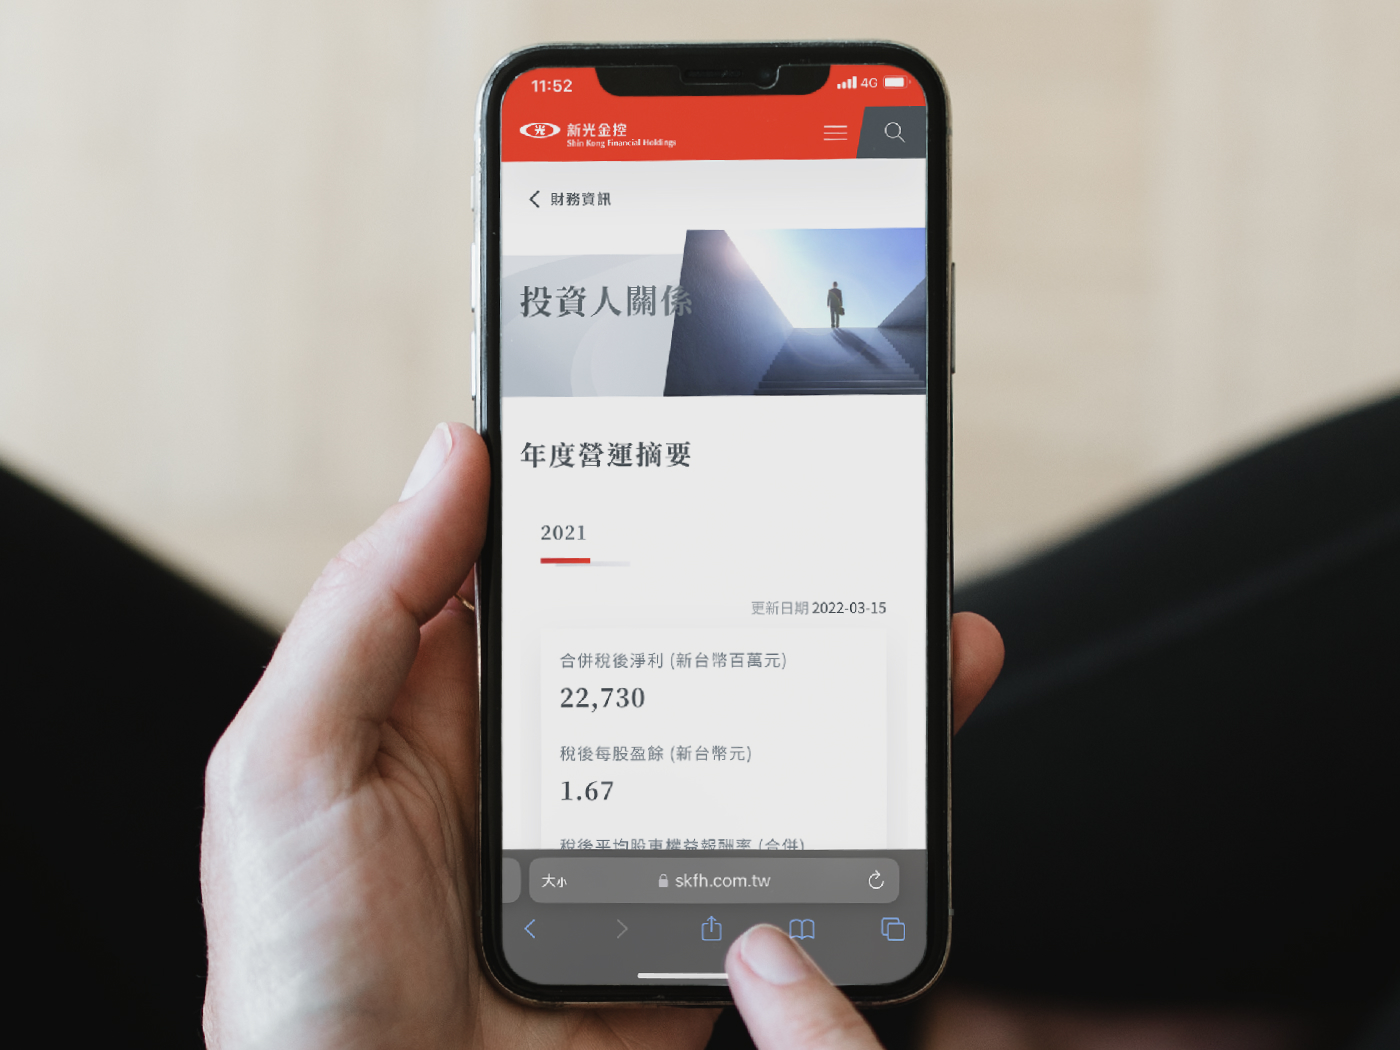 11:52
4G
光
新光金控
Shin Kong Financial Holdings
財務資訊
投資人關係
年度營運摘要
2021
更新日期 2022-03-15
合併稅後淨利 (新台幣百萬元)
22,730
稅後每股盈餘 (新台幣元)
1.67
稅後平均股東權益報酬率 (合併)
大小
skfh.com.tw